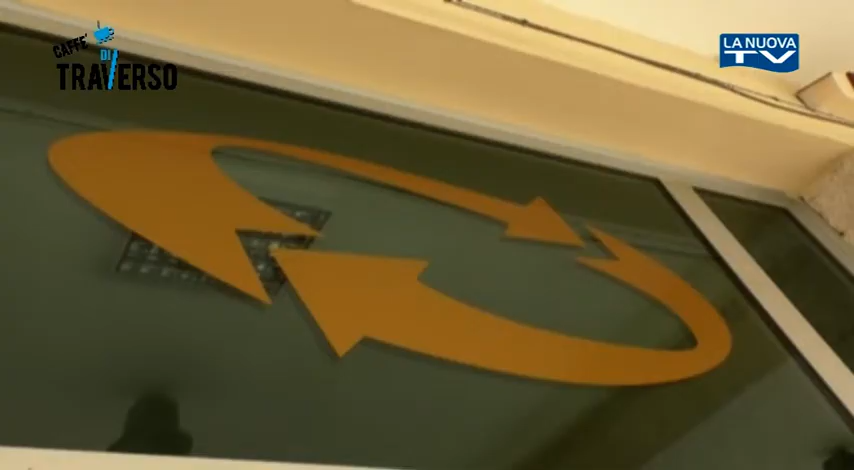 CAFFE'
DI
TRAVERSO
LA NUOVA
TV